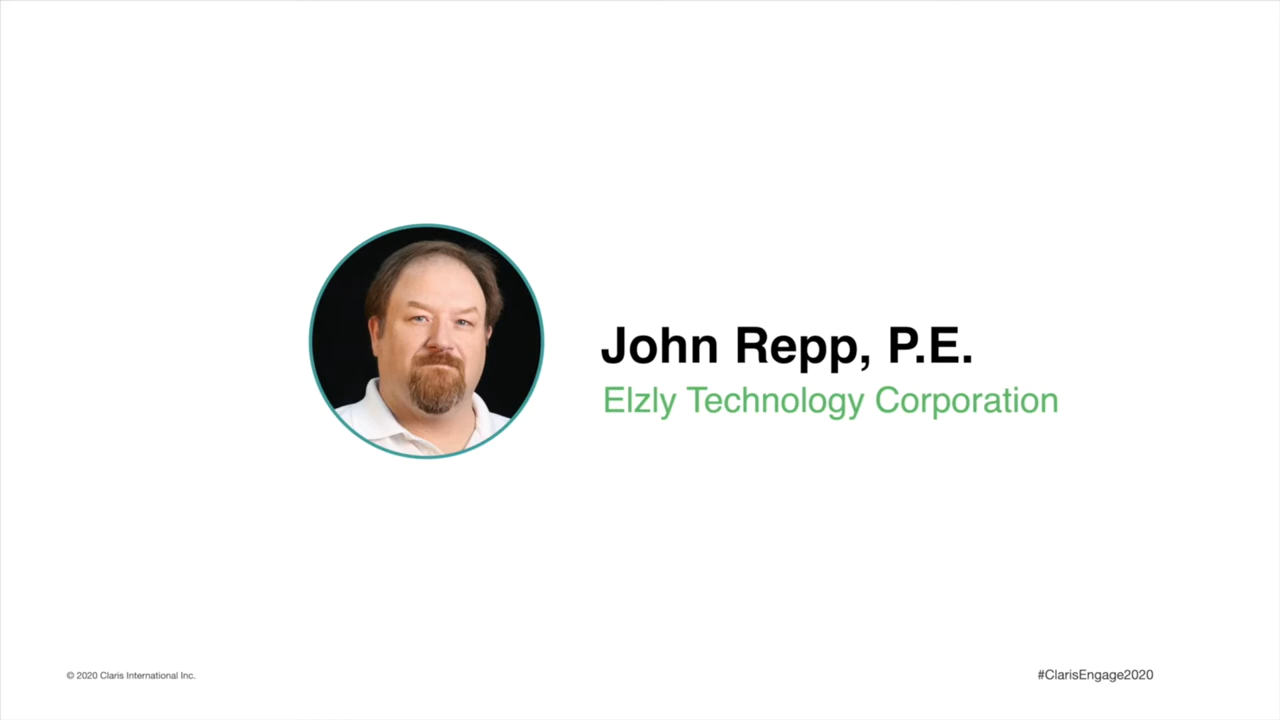 John Repp, P.E.
Elzly Technology Corporation
© 2020 Claris International Inc.
#ClarisEngage2020